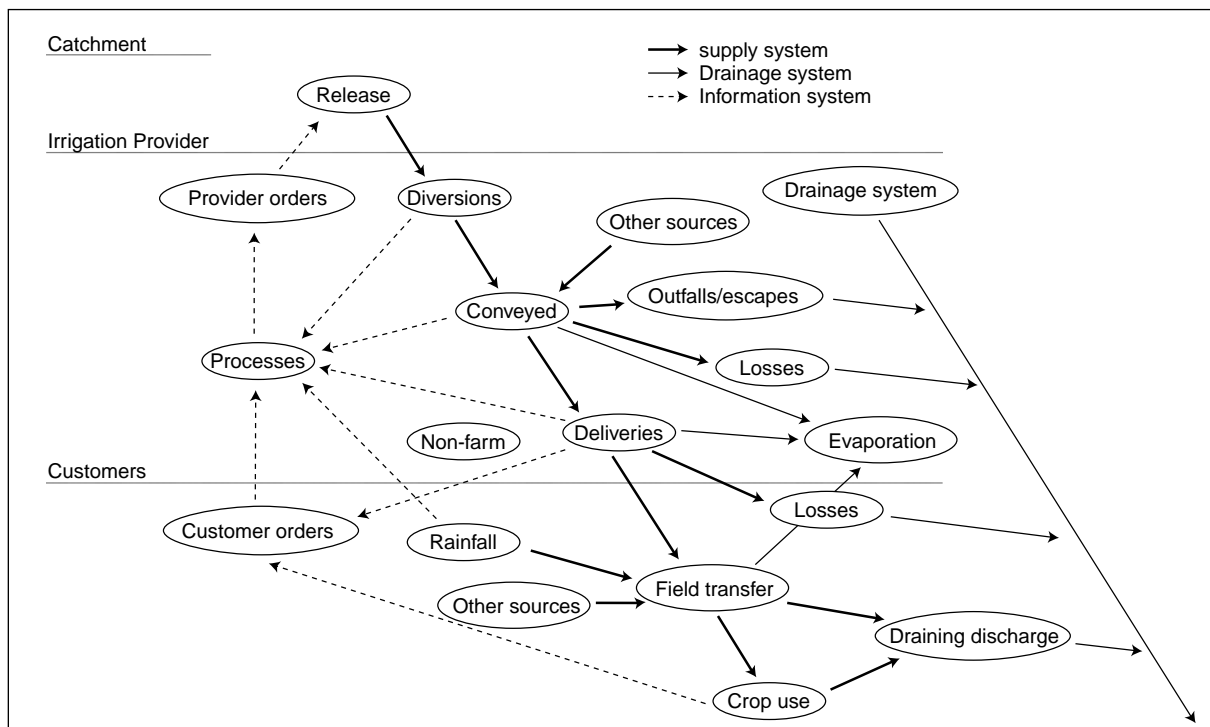 Catchment
supply system
Drainage system
Information system
Release
Irrigation Provider
Provider orders
Diversions
Drainage system
Other sources
Outfalls/escapes
Conveyed
Processes
Losses
Non-farm
Deliveries
Evaporation
Customers
Customer orders
Rainfall
Losses
Other sources
Field transfer
Draining discharge
Crop use